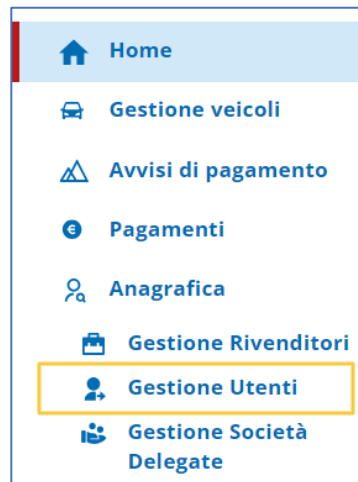 Home
Gestione veicoli
Avvisi di pagamento
Pagamenti
Anagrafica
Gestione Rivenditori
Gestione Utenti
Gestione Società
Delegate